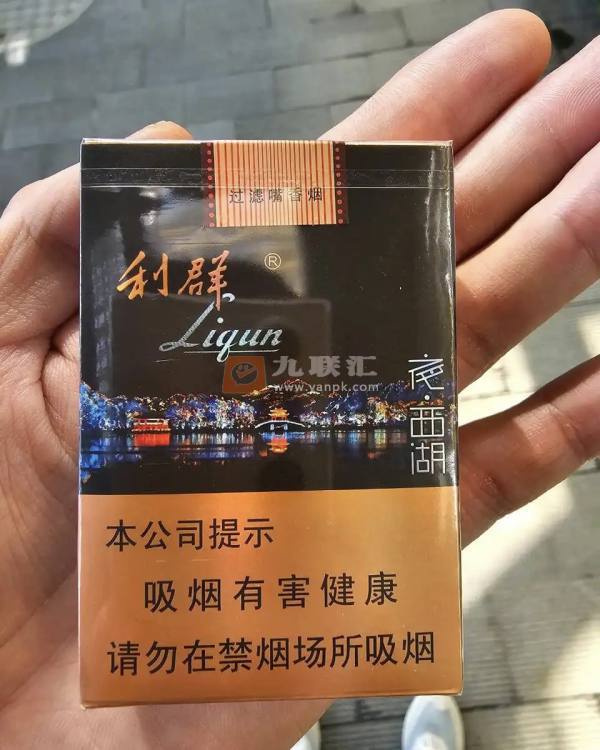 过滤嘴香烟
利群®
Liqun
九联汇
www.yanpk.com
夜·西湖
本公司提示
吸烟有害健康
请勿在禁烟场所吸烟